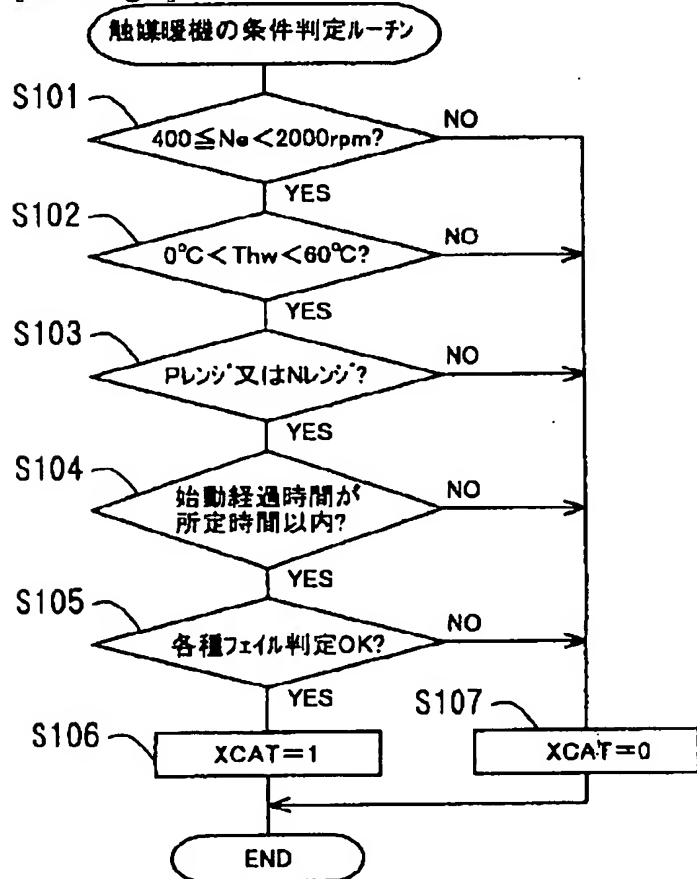 触媒暖機の条件判定ルーチン
S101
400≦Ne<2000rpm?
NO
YES
S102
0℃<Thw<60℃?
NO
YES
S103
Pレンジ又はNレンジ?
NO
YES
S104
始動経過時間が
所定時間以内?
NO
YES
S105
各種フェイル判定OK?
NO
YES
S106
XCAT=1
S107
XCAT=0
END